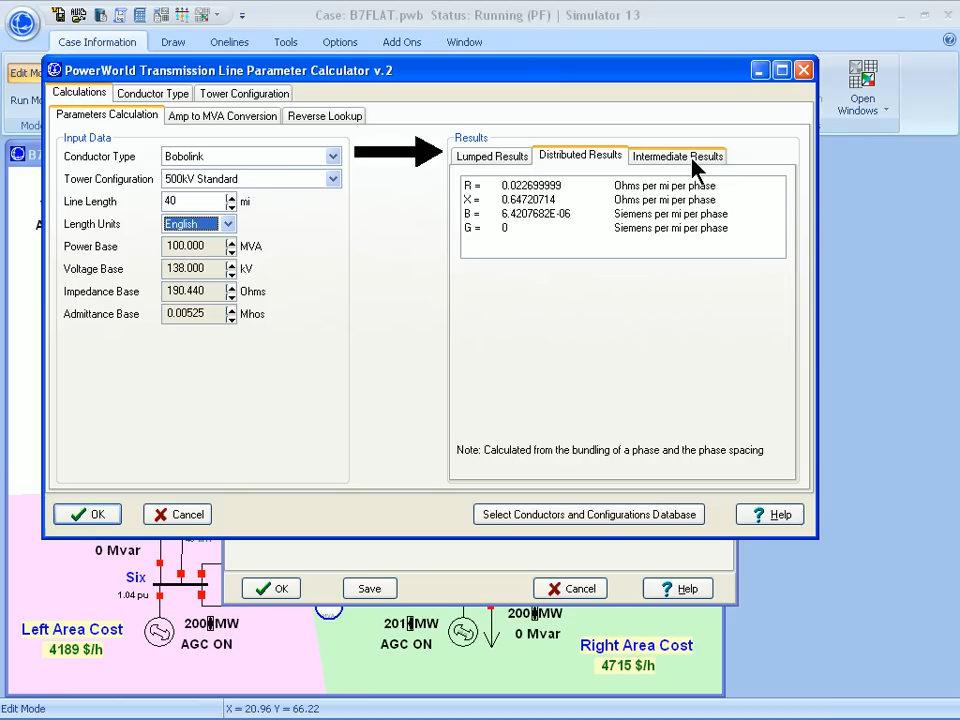 Case: B7FLAT.pwb Status: Running (PF) | Simulator 13
Case Information Draw Onelines Tools Options Add Ons Window
Edit Mo
Run Mo
Mode
Open
Windows
PowerWorld Transmission Line Parameter Calculator v.2
Calculations Conductor Type Tower Configuration
Parameters Calculation Amp to MVA Conversion Reverse Lookup
Input Data
Conductor Type Bobolink
Tower Configuration 500kV Standard
Line Length 40 mi
Length Units English
Power Base 100.000 MVA
Voltage Base 138.000 kV
Impedance Base 190.440 Ohms
Admittance Base 0.00525 Mhos
Results
Lumped Results Distributed Results Intermediate Results
R = 0.022699999 Ohms per mi per phase
X = 0.64720714 Ohms per mi per phase
B = 6.4207682E-06 Siemens per mi per phase
G = 0 Siemens per mi per phase
Note: Calculated from the bundling of a phase and the phase spacing
OK Cancel Select Conductors and Configurations Database Help
0 Mvar
Six
1.04 pu
OK Save Cancel Help
200 MW
AGC ON
201 MW
AGC ON
200 MW
0 Mvar
Left Area Cost
4189 $/h
Right Area Cost
4715 $/h
Edit Mode X = 20.96 Y = 66.22